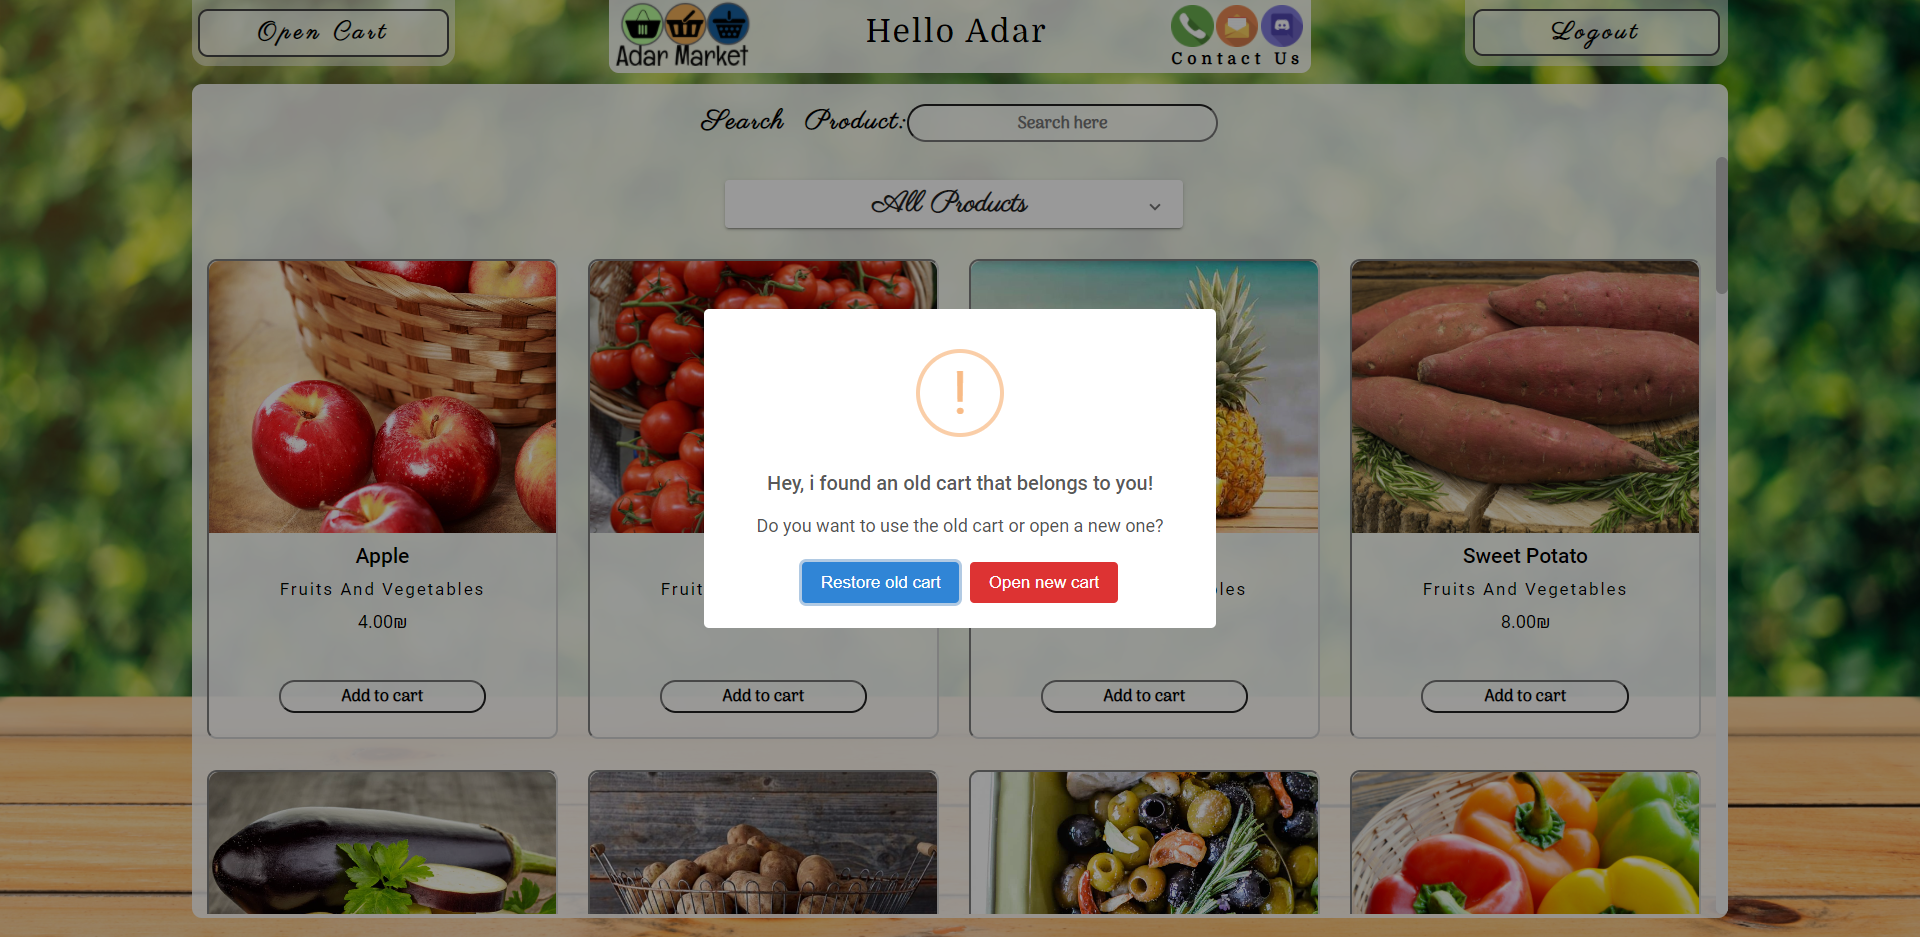 Open Cart
Adar Market
Hello Adar
Contact Us
Logout
Search Product:
Search here
All Products
Hey, i found an old cart that belongs to you!
Do you want to use the old cart or open a new one?
Restore old cart
Open new cart
Apple
Fruits And Vegetables
4.00₪
Add to cart
Fruit
Add to cart
les
Add to cart
Sweet Potato
Fruits And Vegetables
8.00₪
Add to cart